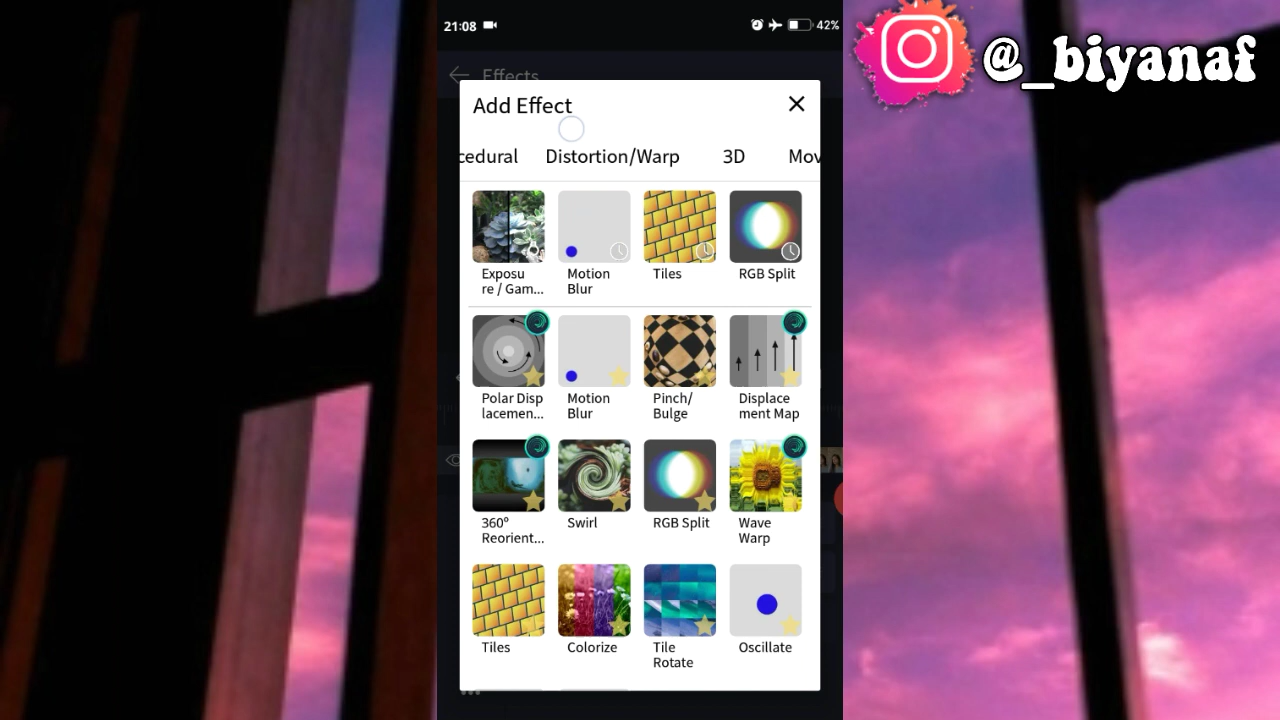 21:08
42%
@_biyanaf
Effects
Add Effect
cedural Distortion/Warp 3D Mov
Exposu
re / Gam...
Motion
Blur
Tiles
RGB Split
Polar Disp
lacemen...
Motion
Blur
Pinch/
Bulge
Displace
ment Map
360°
Reorient...
Swirl
RGB Split
Wave
Warp
Tiles
Colorize
Tile
Rotate
Oscillate